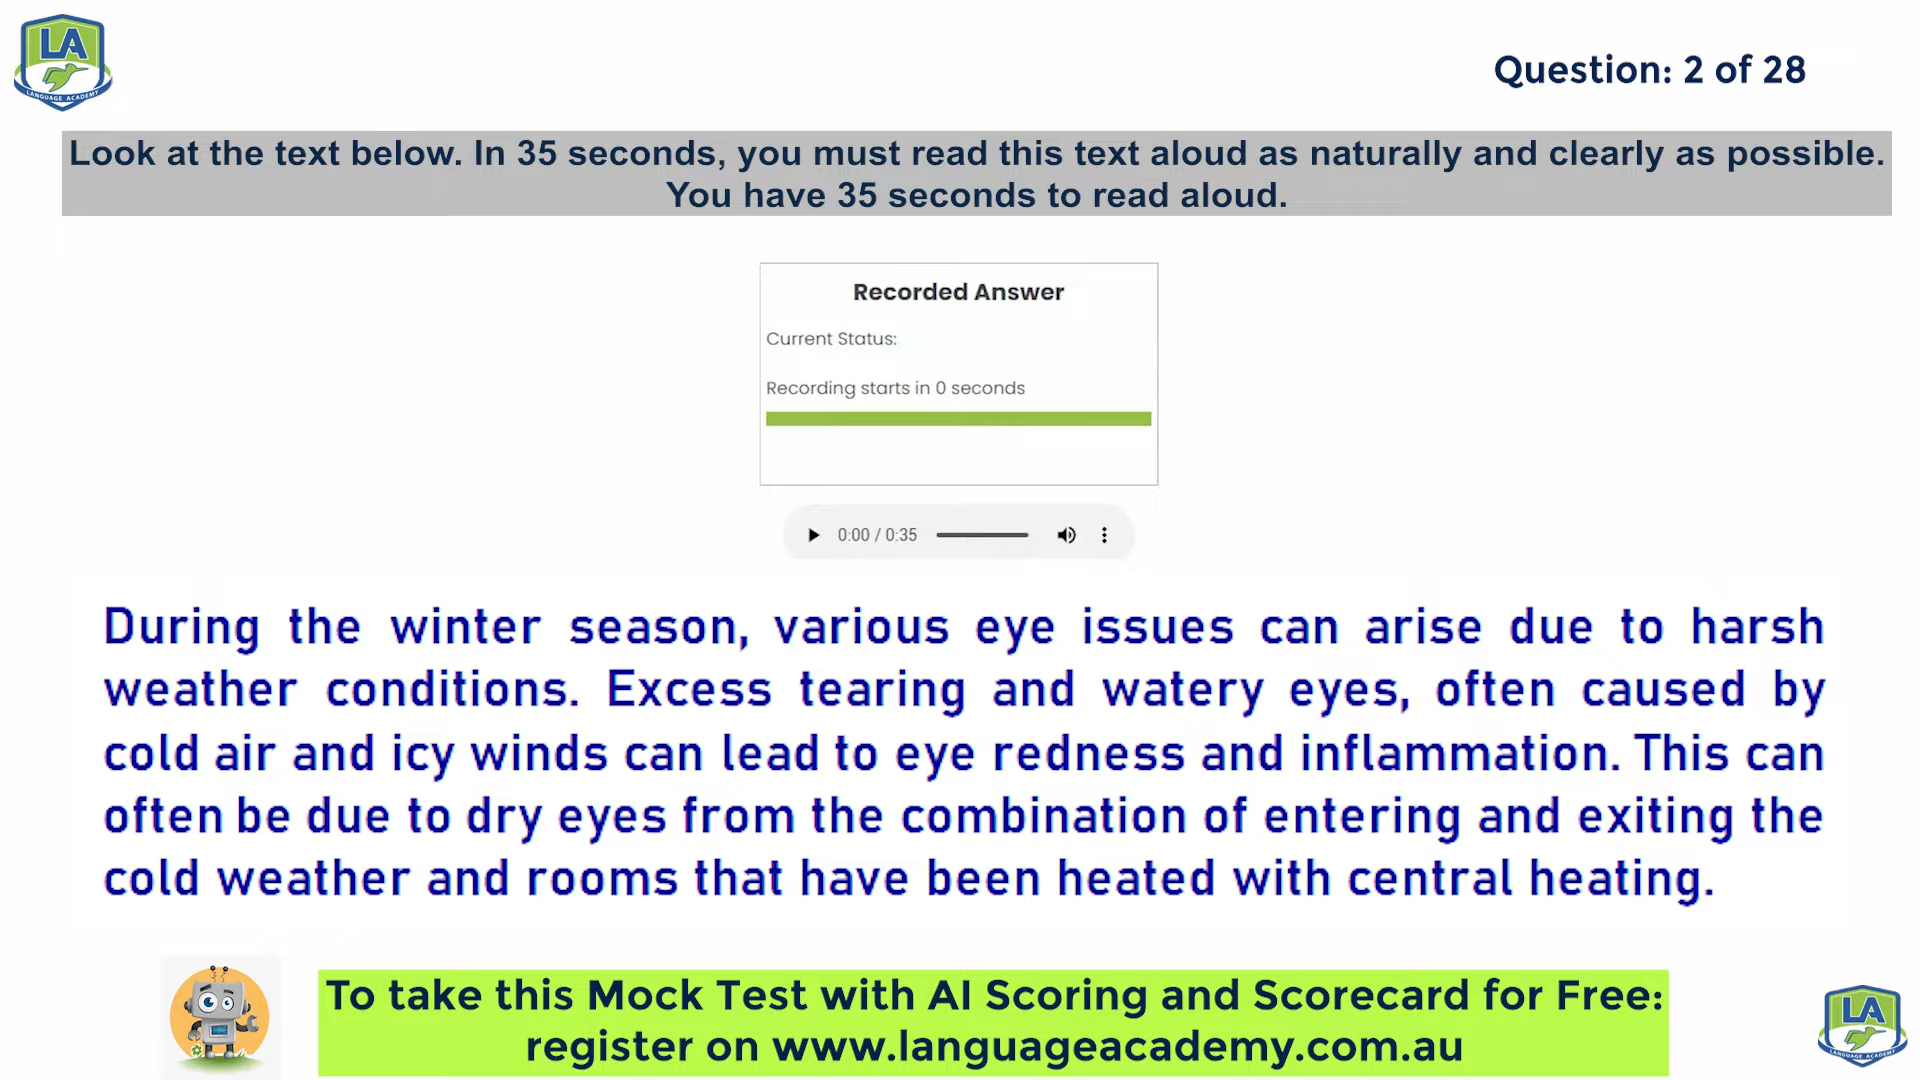 LA
LANGUAGE ACADEMY
Question: 2 of 28
Look at the text below. In 35 seconds, you must read this text aloud as naturally and clearly as possible.
You have 35 seconds to read aloud.
Recorded Answer
Current Status:
Recording starts in 0 seconds
0:00 / 0:35
During the winter season, various eye issues can arise due to harsh
weather conditions. Excess tearing and watery eyes, often caused by
cold air and icy winds can lead to eye redness and inflammation. This can
often be due to dry eyes from the combination of entering and exiting the
cold weather and rooms that have been heated with central heating.
To take this Mock Test with AI Scoring and Scorecard for Free:
register on www.languageacademy.com.au
LA
LANGUAGE ACADEMY